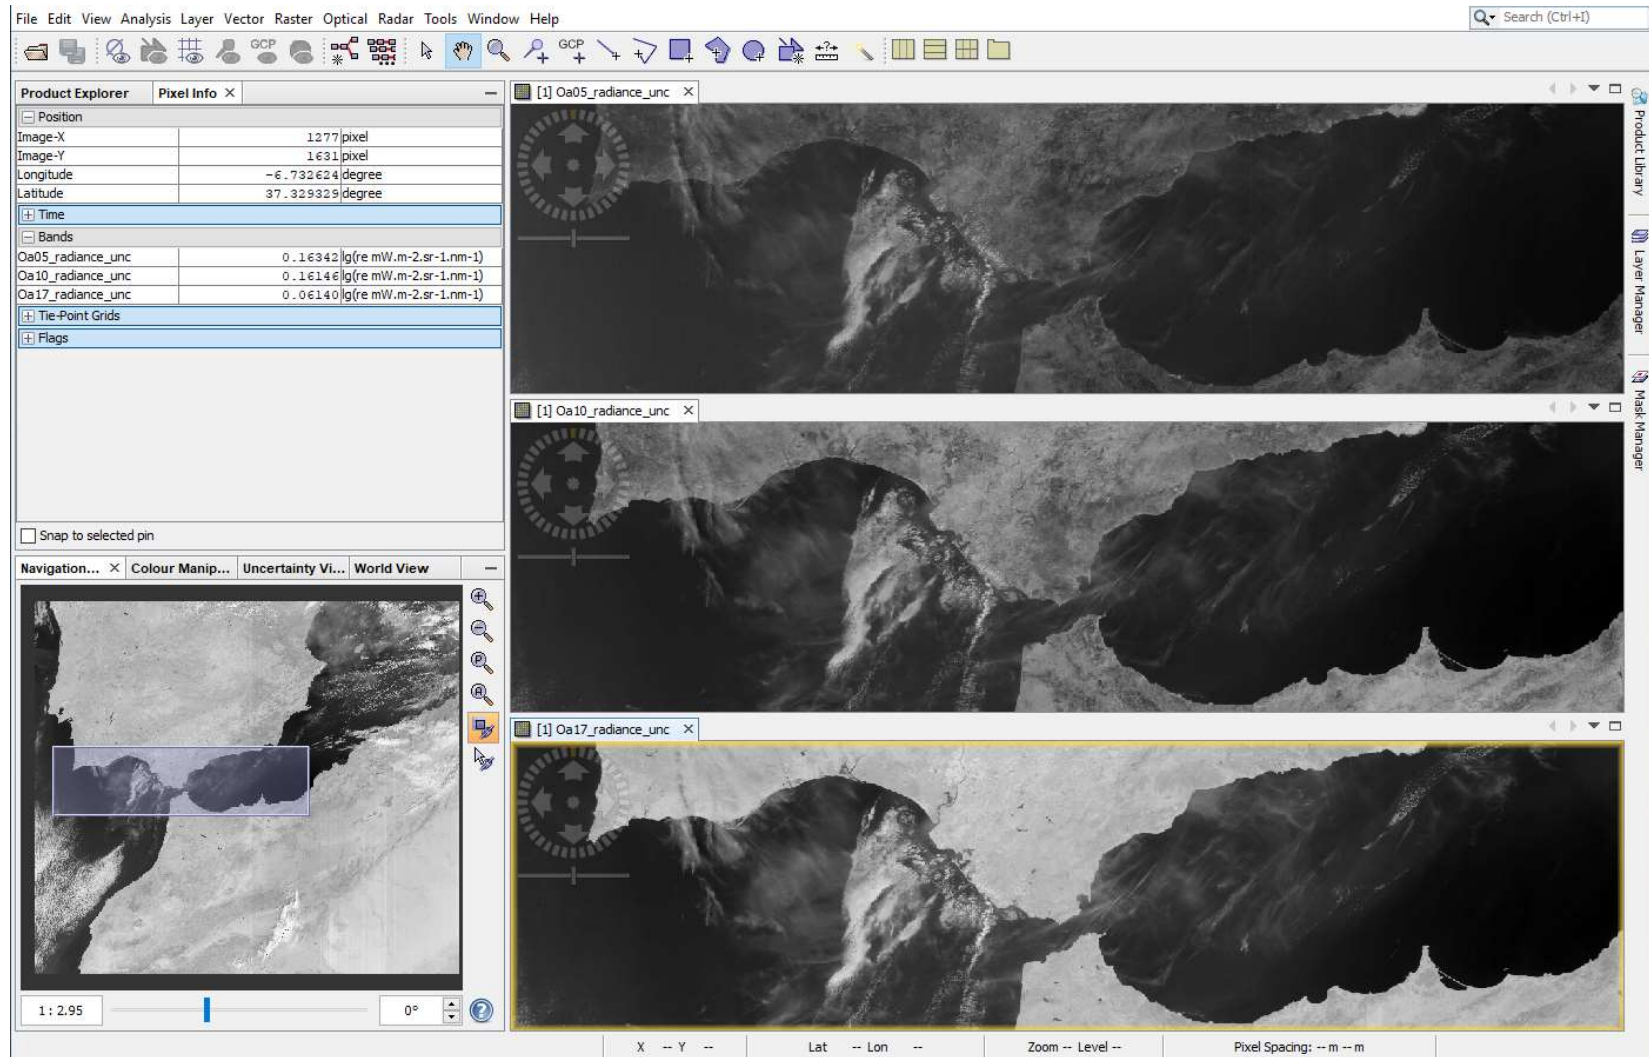 File Edit View Analysis Layer Vector Raster Optical Radar Tools Window Help
Search (Ctrl+I)
GCP GCP
Product Explorer Pixel Info
Position
Image-X 1277 pixel
Image-Y 1631 pixel
Longitude -6.732624 degree
Latitude 37.329329 degree
Time
Bands
Oa05_radiance_unc 0.16342 lg(re mW.m-2.sr-1.nm-1)
Oa10_radiance_unc 0.16146 lg(re mW.m-2.sr-1.nm-1)
Oa17_radiance_unc 0.06140 lg(re mW.m-2.sr-1.nm-1)
Tie-Point Grids
Flags
Snap to selected pin
Navigation... Colour Manip... Uncertainty Vi... World View
1 : 2.95
0°
[1] Oa05_radiance_unc
[1] Oa10_radiance_unc
[1] Oa17_radiance_unc
Product Library
Layer Manager
Mask Manager
X -- Y -- Lat -- Lon -- Zoom -- Level -- Pixel Spacing: -- m -- m